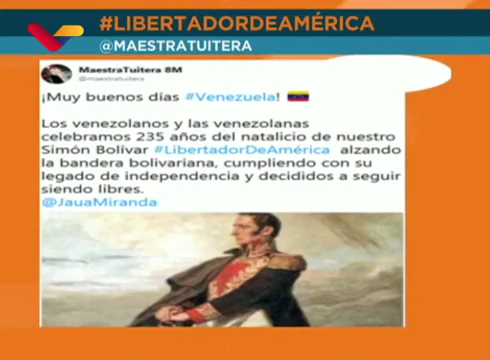 #LIBERTADORDEAMÉRICA
@MAESTRATUITERA
MaestraTuitera 8M
@maestratuitera
¡Muy buenos días #Venezuela!
Los venezolanos y las venezolanas
celebramos 235 años del natalicio de nuestro
Simón Bolívar #LibertadorDeAmérica alzando
la bandera bolivariana, cumpliendo con su
legado de independencia y decididos a seguir
siendo libres.
@JauaMiranda